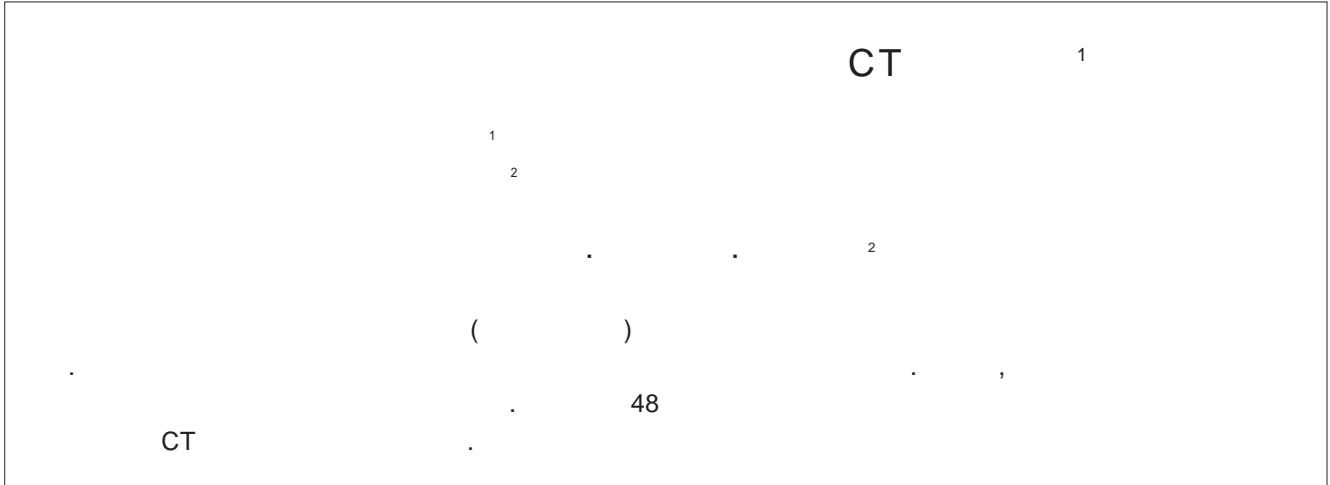 CT 1
1
2
. . 2
( )
. . ,
. 48
CT .